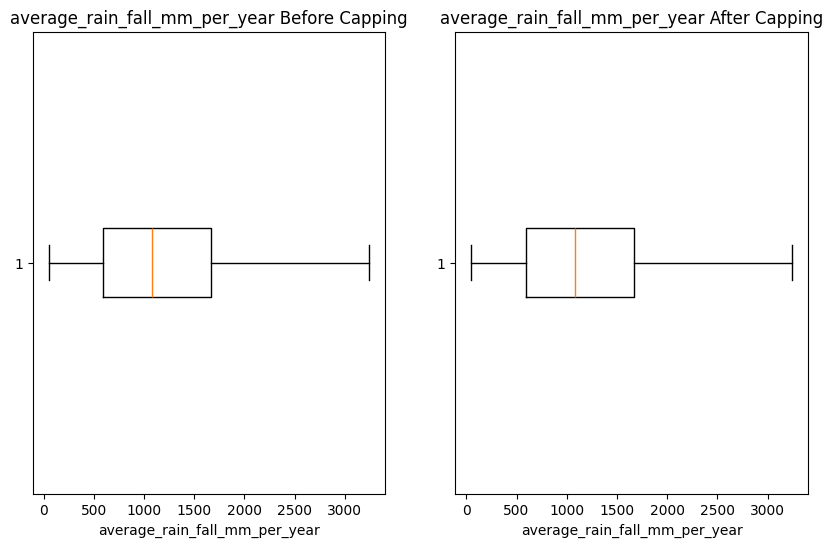 average_rain_fall_mm_per_year Before Capping
1
0 500 1000 1500 2000 2500 3000
average_rain_fall_mm_per_year
average_rain_fall_mm_per_year After Capping
1
0 500 1000 1500 2000 2500 3000
average_rain_fall_mm_per_year